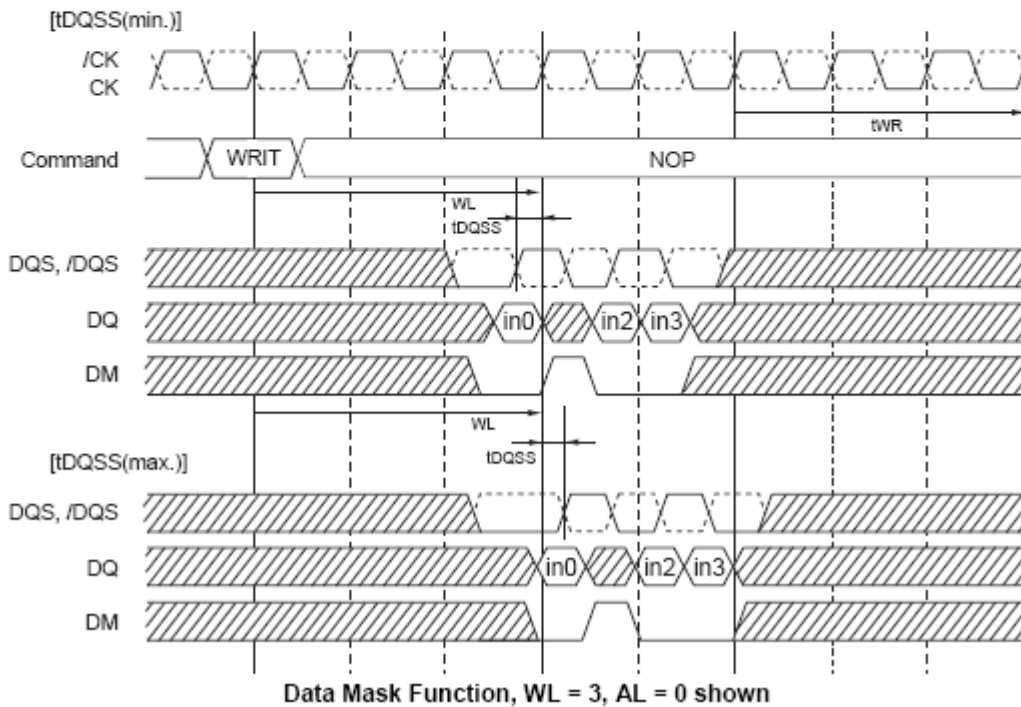 [tDQSS(min.)]
/CK
CK
tWR
Command WRIT NOP
WL
tDQSS
DQS, /DQS
DQ in0 in2 in3
DM
WL
tDQSS
[tDQSS(max.)]
DQS, /DQS
DQ in0 in2 in3
DM
Data Mask Function, WL = 3, AL = 0 shown